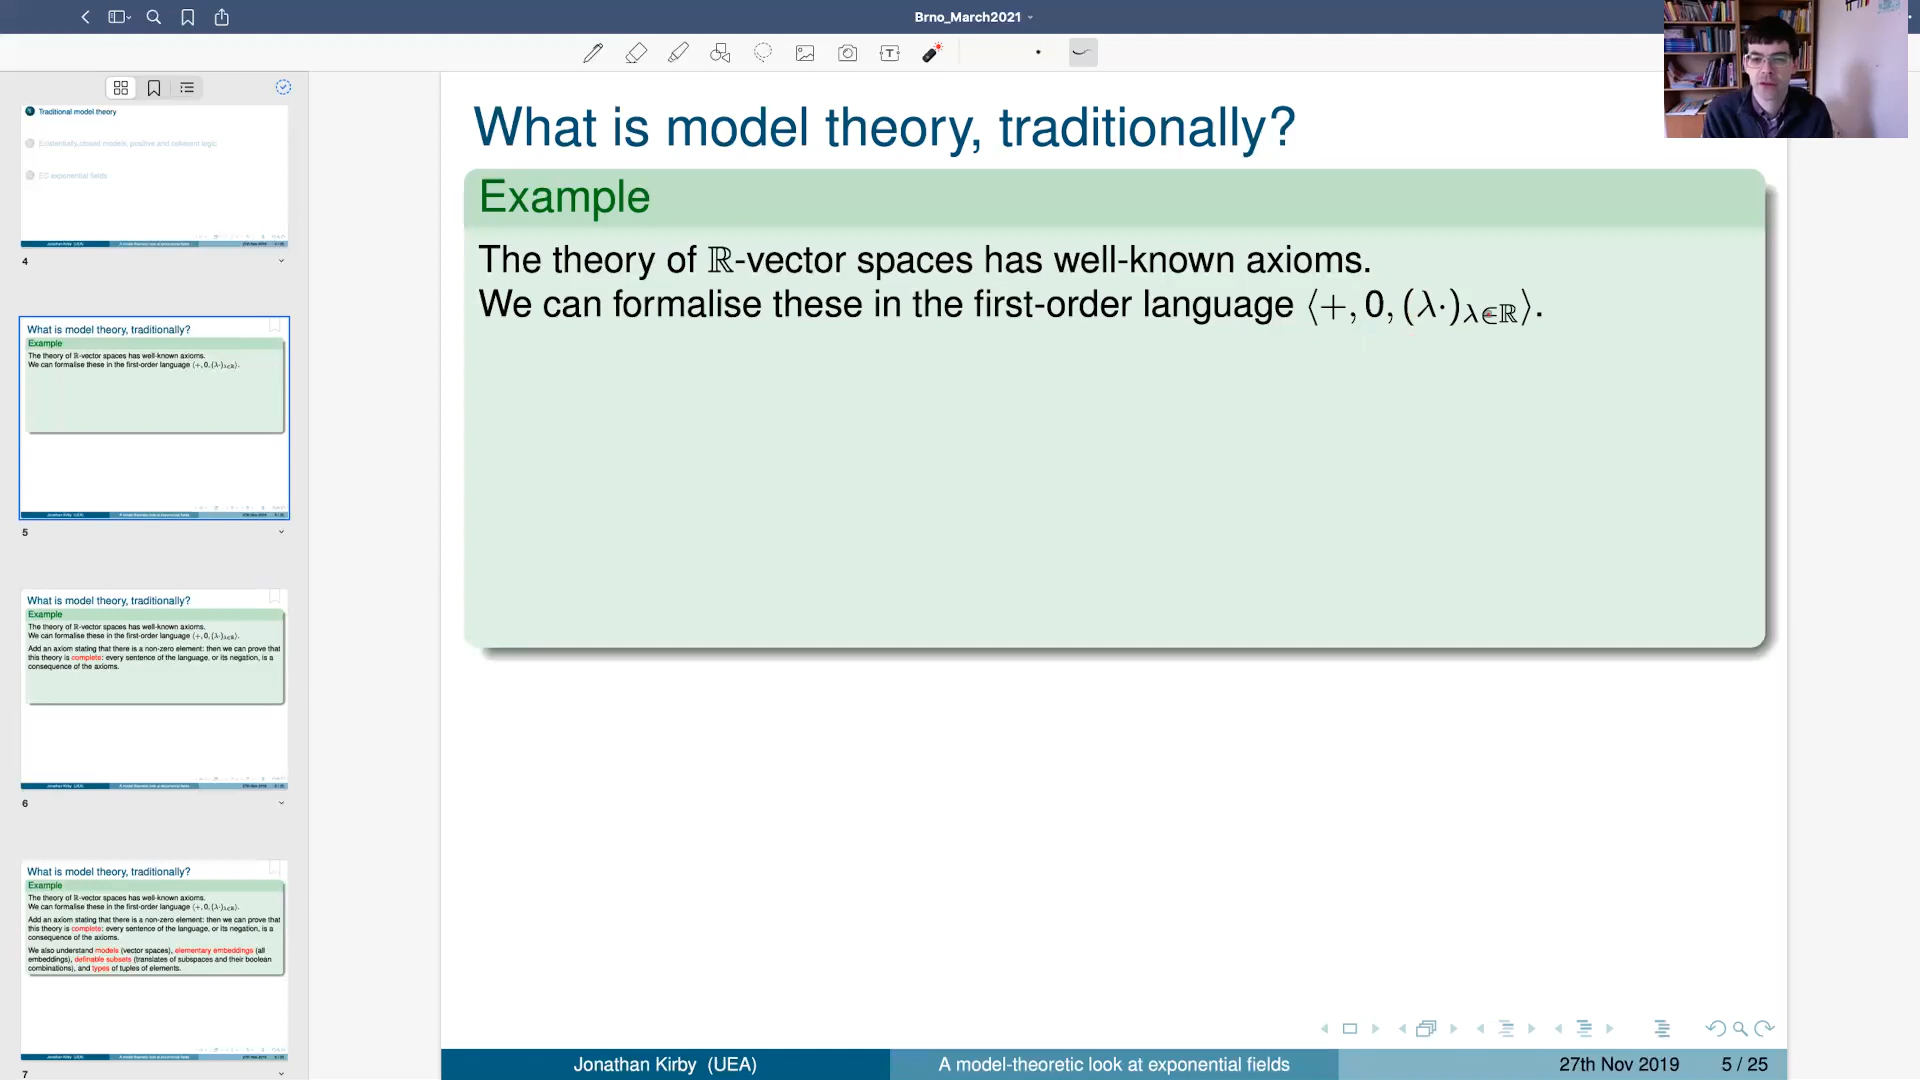 Brno_March2021
Traditional model theory
Existentially closed models, positive and coherent logic
EC exponential fields
4
What is model theory, traditionally?
Example
The theory of ℝ-vector spaces has well-known axioms.
We can formalise these in the first-order language ⟨+, 0, (λ·)λ∈ℝ⟩.
5
What is model theory, traditionally?
Example
The theory of ℝ-vector spaces has well-known axioms.
We can formalise these in the first-order language ⟨+, 0, (λ·)λ∈ℝ⟩.
Add an axiom stating that there is a non-zero element: then we can prove that
this theory is complete: every sentence of the language, or its negation, is a
consequence of the axioms.
6
What is model theory, traditionally?
Example
The theory of ℝ-vector spaces has well-known axioms.
We can formalise these in the first-order language ⟨+, 0, (λ·)λ∈ℝ⟩.
Add an axiom stating that there is a non-zero element: then we can prove that
this theory is complete: every sentence of the language, or its negation, is a
consequence of the axioms.
We also understand models (vector spaces), elementary embeddings (all
embeddings), definable subsets (translates of subspaces and their boolean
combinations), and types of tuples of elements.
7
What is model theory, traditionally?
Example
The theory of ℝ-vector spaces has well-known axioms.
We can formalise these in the first-order language ⟨+, 0, (λ·)λ∈ℝ⟩.
Jonathan Kirby (UEA) A model-theoretic look at exponential fields 27th Nov 2019 5 / 25